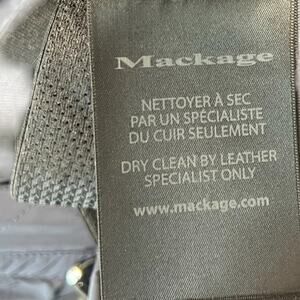 Mackage
NETTOYER À SEC
PAR UN SPÉCIALISTE
DU CUIR SEULEMENT
DRY CLEAN BY LEATHER
SPECIALIST ONLY
www.mackage.com